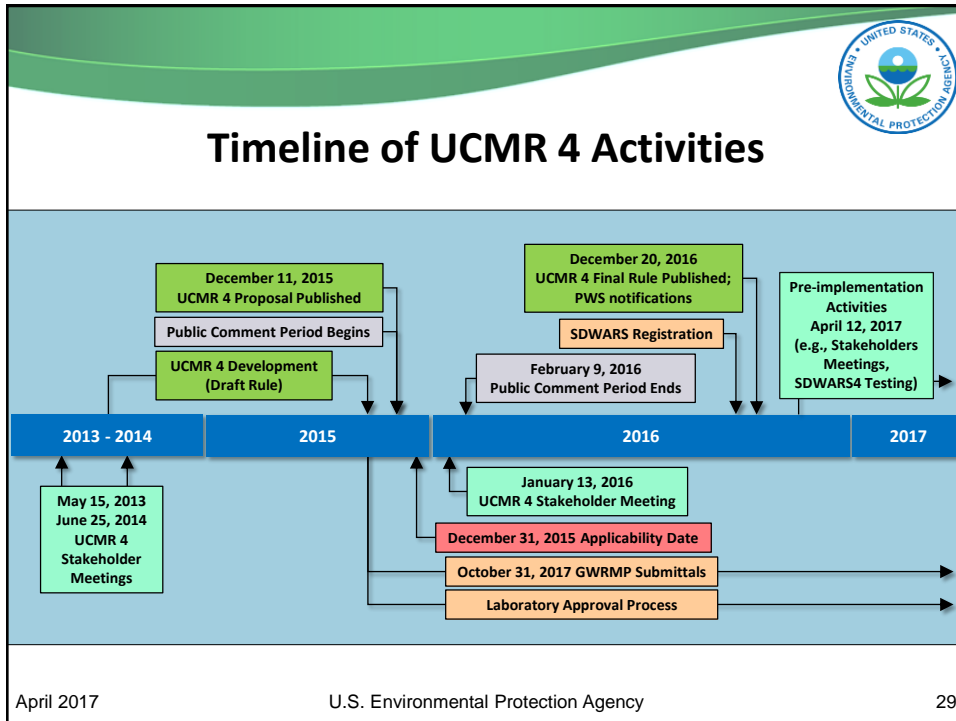 UNITED STATES
ENVIRONMENTAL PROTECTION AGENCY
Timeline of UCMR 4 Activities
December 11, 2015
UCMR 4 Proposal Published
Public Comment Period Begins
UCMR 4 Development
(Draft Rule)
December 20, 2016
UCMR 4 Final Rule Published;
PWS notifications
SDWARS Registration
February 9, 2016
Public Comment Period Ends
Pre-implementation
Activities
April 12, 2017
(e.g., Stakeholders
Meetings,
SDWARS4 Testing)
2013 - 2014
2015
2016
2017
May 15, 2013
June 25, 2014
UCMR 4
Stakeholder
Meetings
January 13, 2016
UCMR 4 Stakeholder Meeting
December 31, 2015 Applicability Date
October 31, 2017 GWRMP Submittals
Laboratory Approval Process
April 2017
U.S. Environmental Protection Agency
29